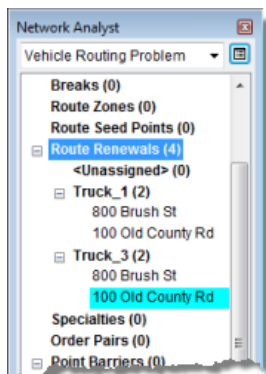 Network Analyst
Vehicle Routing Problem
Breaks (0)
Route Zones (0)
Route Seed Points (0)
Route Renewals (4)
<Unassigned> (0)
Truck_1 (2)
800 Brush St
100 Old County Rd
Truck_3 (2)
800 Brush St
100 Old County Rd
Specialties (0)
Order Pairs (0)
Point Barriers (0)